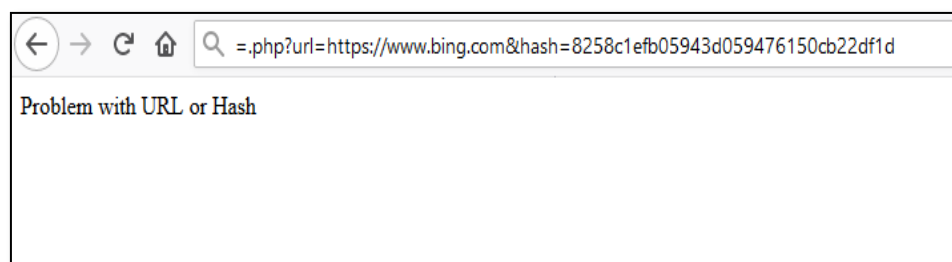 =.php?url=https://www.bing.com&hash=8258c1efb05943d059476150cb22df1d
Problem with URL or Hash